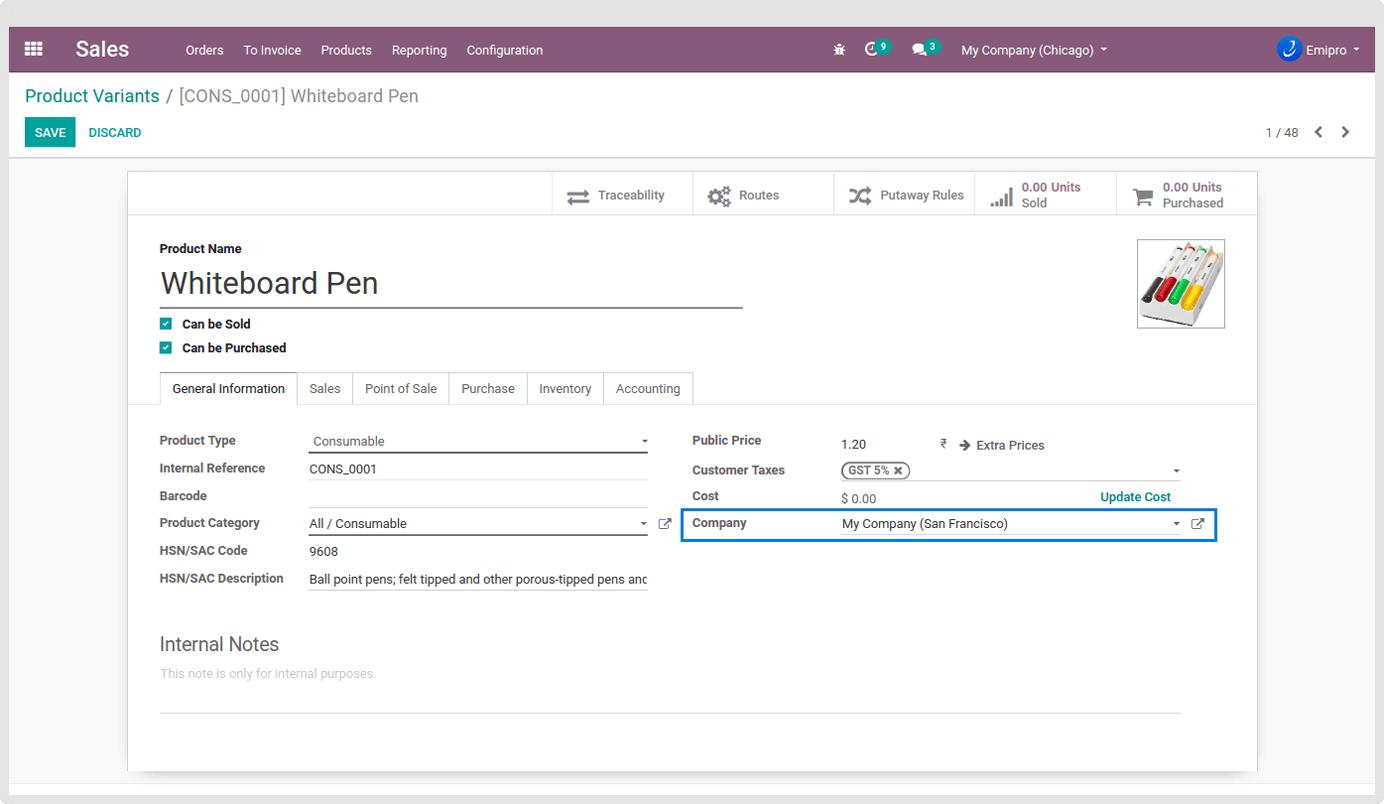 Sales Orders To Invoice Products Reporting Configuration 9 3 My Company (Chicago) Emipro
Product Variants / [CONS_0001] Whiteboard Pen
SAVE DISCARD 1 / 48
Traceability Routes Putaway Rules 0.00 Units Sold 0.00 Units Purchased
Product Name
Whiteboard Pen
Can be Sold
Can be Purchased
General Information Sales Point of Sale Purchase Inventory Accounting
Product Type Consumable Public Price 1.20 ₹ Extra Prices
Internal Reference CONS_0001 Customer Taxes GST 5%
Barcode Cost $ 0.00 Update Cost
Product Category All / Consumable Company My Company (San Francisco)
HSN/SAC Code 9608
HSN/SAC Description Ball point pens; felt tipped and other porous-tipped pens and
Internal Notes
This note is only for internal purposes.